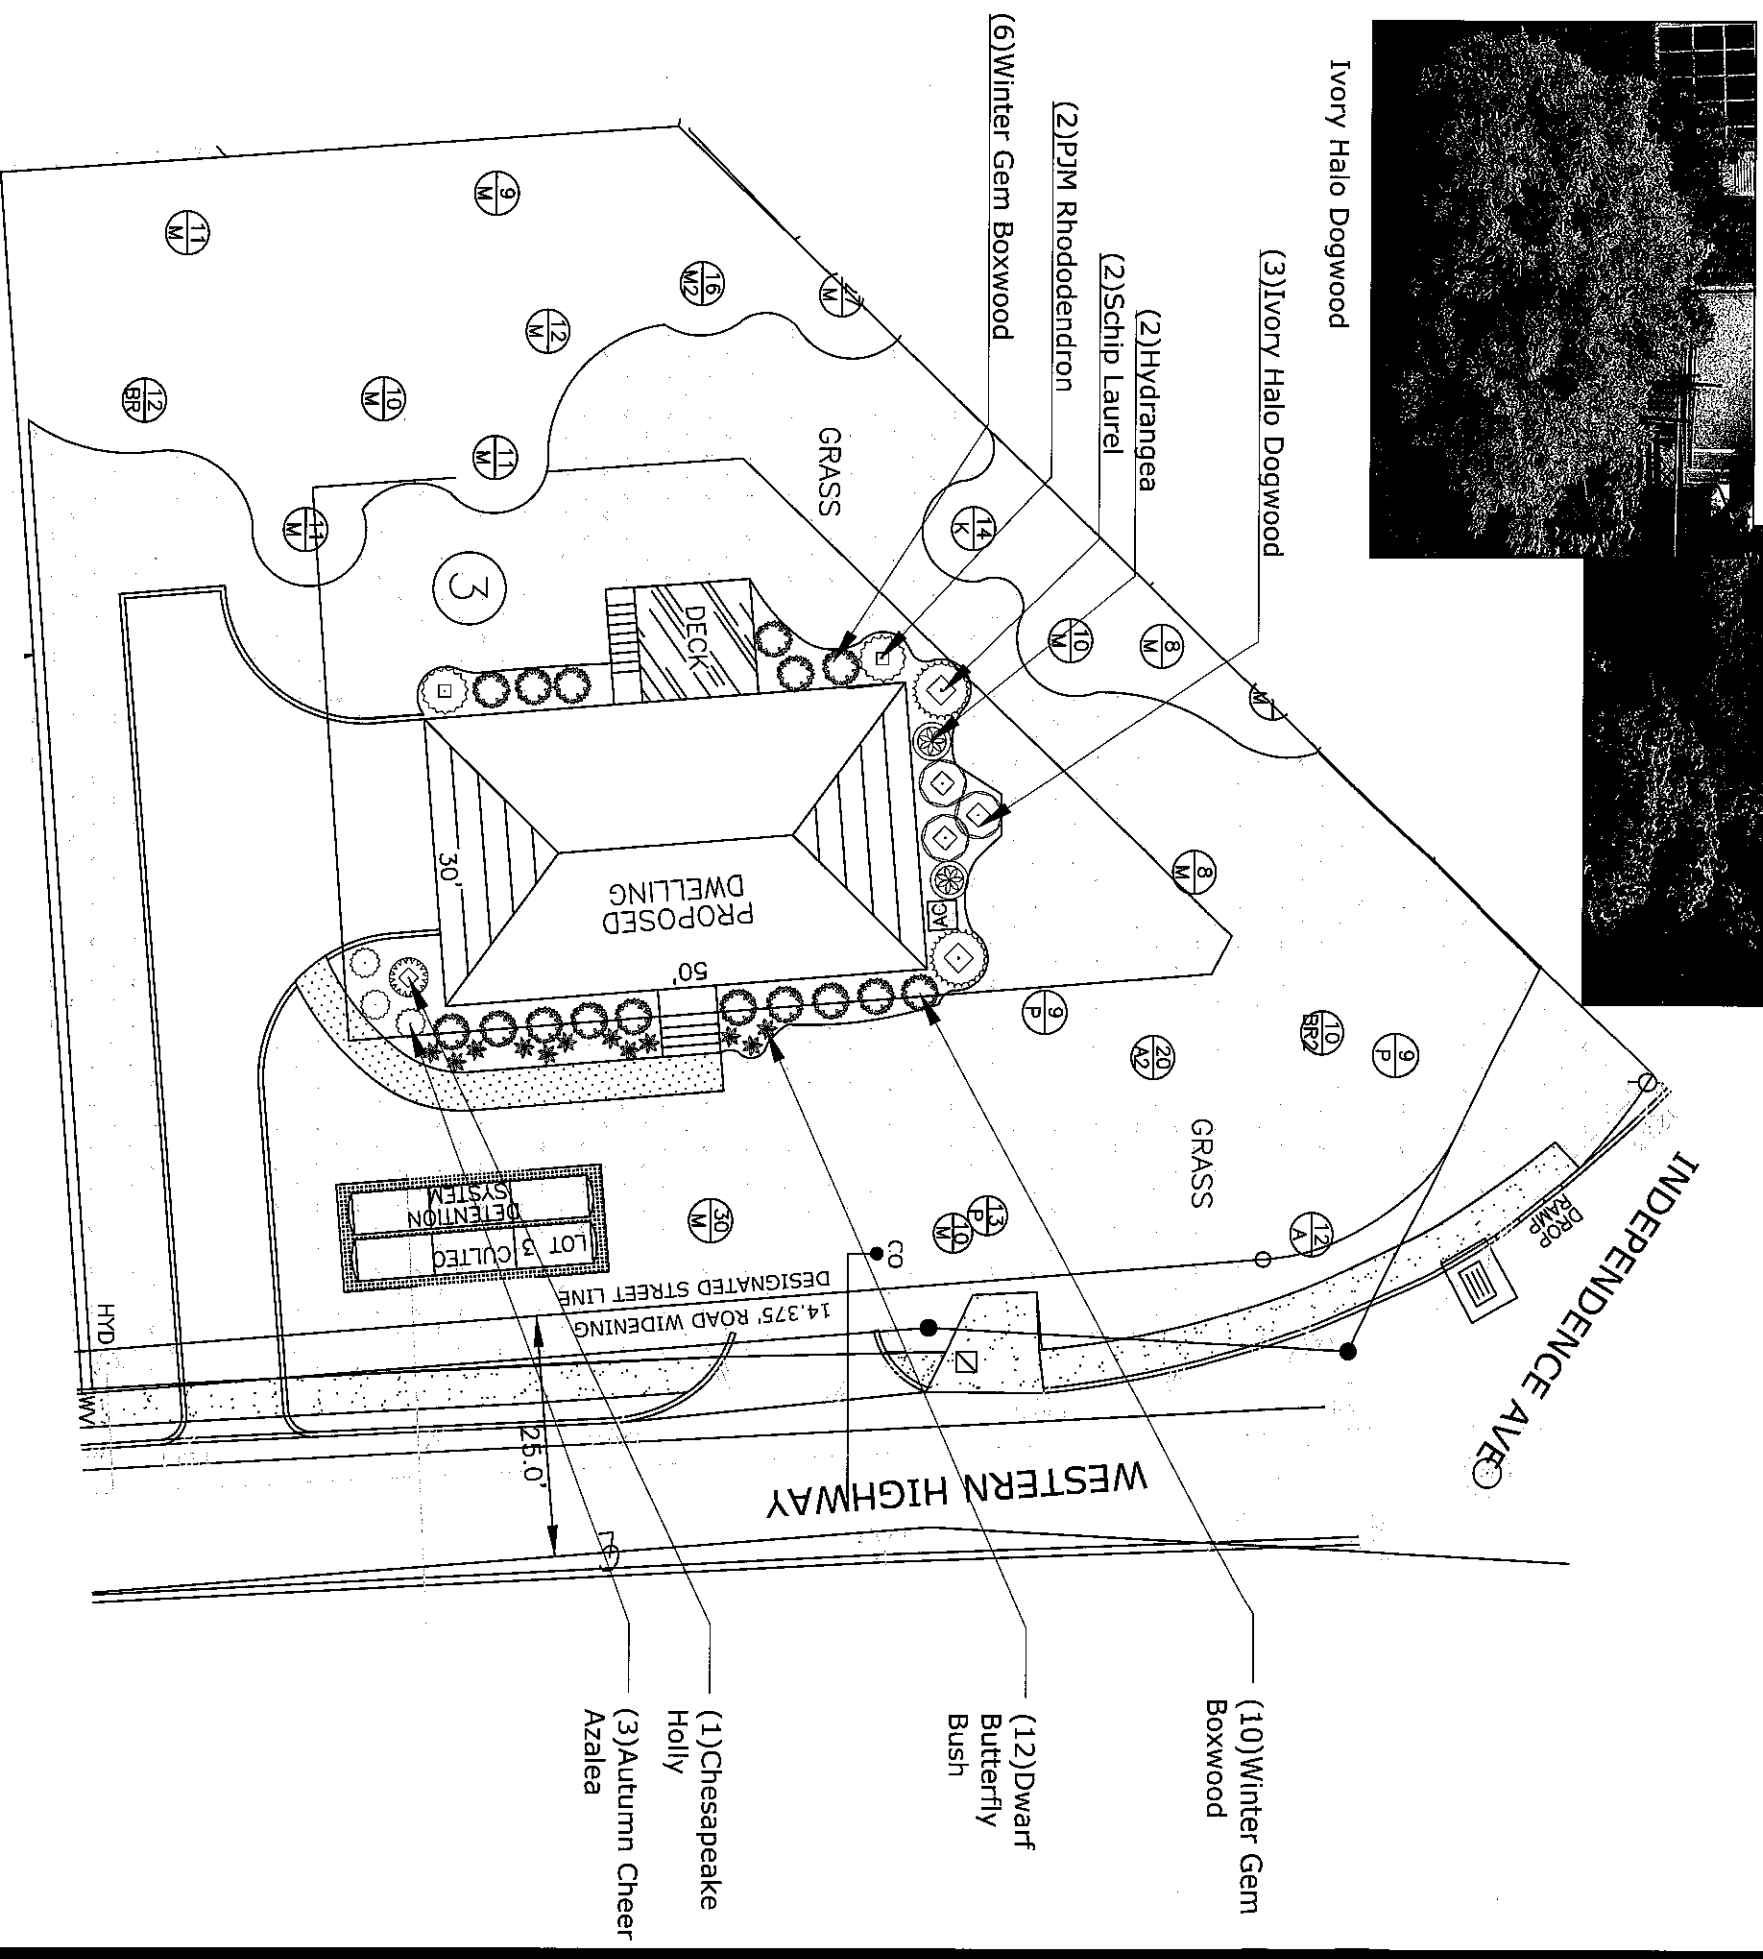 Ivory Halo Dogwood
(3)Ivory Halo Dogwood
(2)Hydrangea
(2)Schip Laurel
(2)PJM Rhododendron
(6)Winter Gem Boxwood
INDEPENDENCE AVE
DROP
RAMP
GRASS
GRASS
9
M
11
M
16
M2
27
M
12
M
12
BR
10
M
11
M
11
M
14
K
10
M
8
M
M
8
M
9
P
20
A2
10
BR2
9
P
12
A
13
P
10
M
30
M
3
DECK
30'
PROPOSED
DWELLING
50'
AC
LOT 3 CULTEC
DETENTION
SYSTEM
CO
DESIGNATED STREET LINE
14.375' ROAD WIDENING
HYD
WV
25.0'
WESTERN HIGHWAY
(10)Winter Gem
Boxwood
(12)Dwarf
Butterfly
Bush
(1)Chesapeake
Holly
(3)Autumn Cheer
Azalea